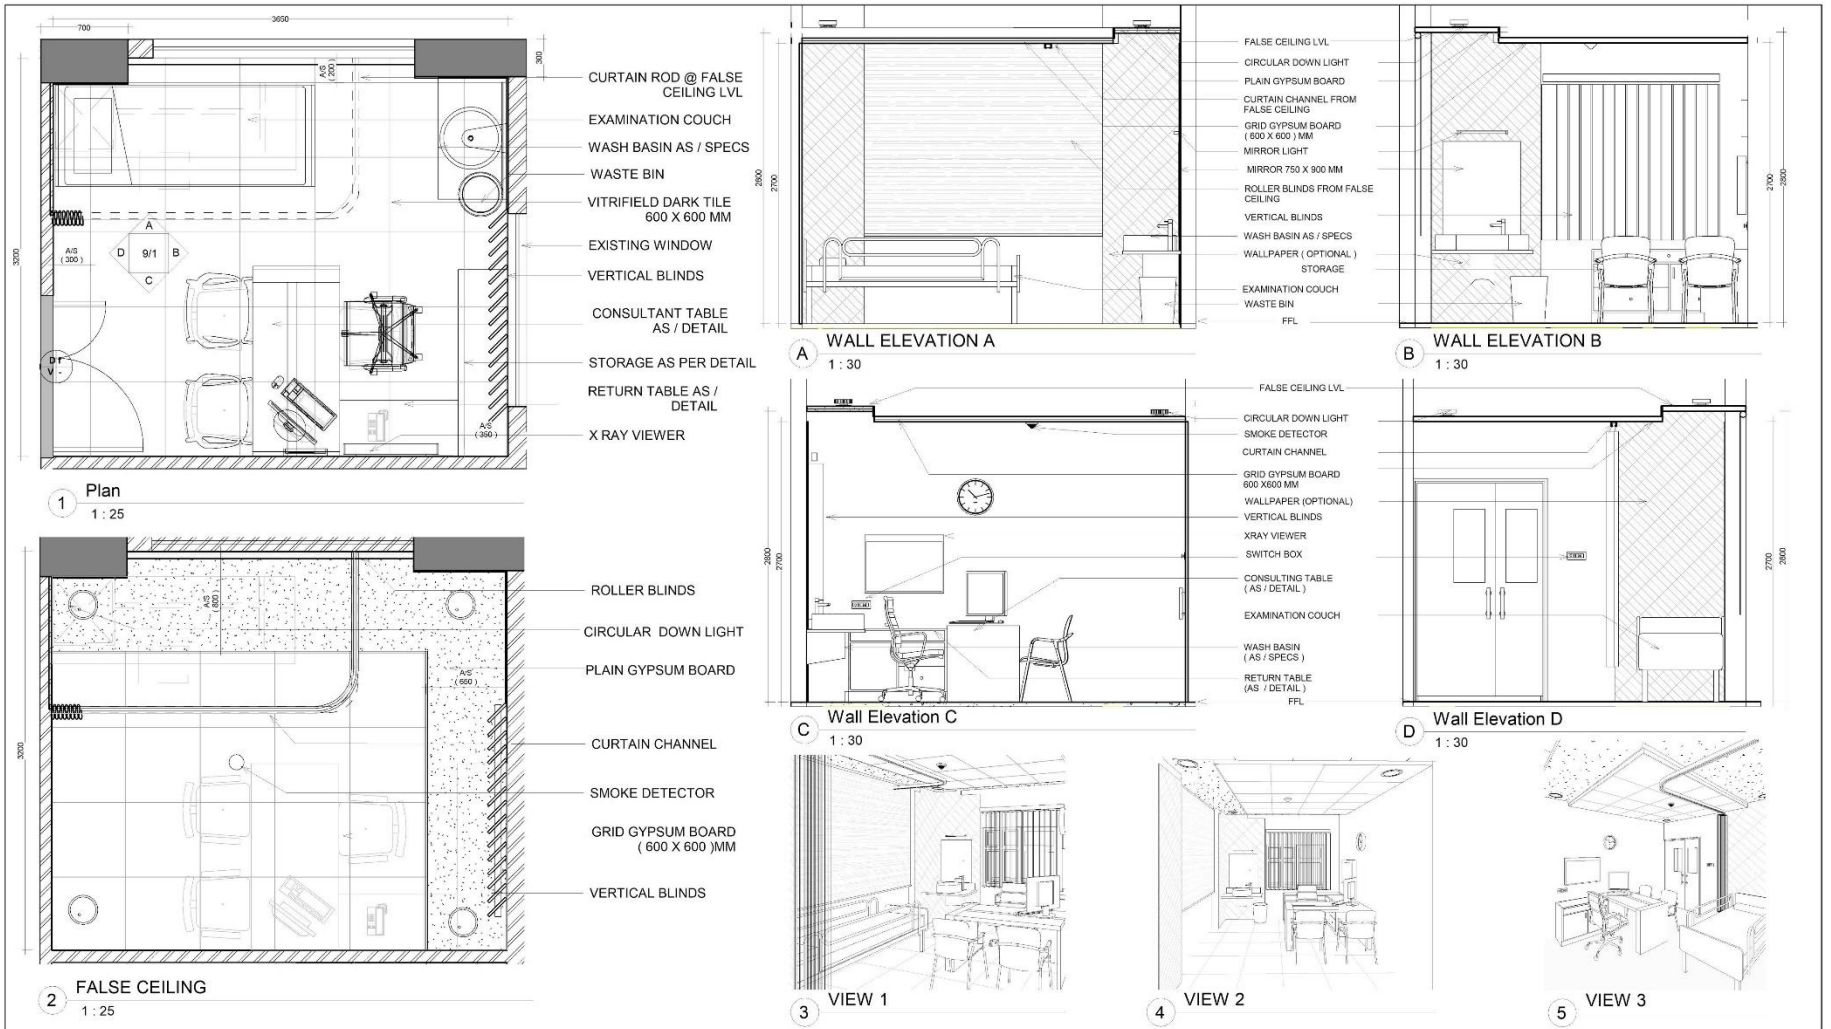 3650
700
300
A/S
( 200 )
CURTAIN ROD @ FALSE
CEILING LVL
EXAMINATION COUCH
WASH BASIN AS / SPECS
WASTE BIN
VITRIFIELD DARK TILE
600 X 600 MM
EXISTING WINDOW
VERTICAL BLINDS
CONSULTANT TABLE
AS / DETAIL
STORAGE AS PER DETAIL
RETURN TABLE AS /
DETAIL
X RAY VIEWER
3200
A/S
( 300 )
A
D
9/1
B
C
A/S
( 350 )
1
Plan
1 : 25
A/S
( 800 )
A/S
( 650 )
3200
ROLLER BLINDS
CIRCULAR DOWN LIGHT
PLAIN GYPSUM BOARD
CURTAIN CHANNEL
SMOKE DETECTOR
GRID GYPSUM BOARD
( 600 X 600 )MM
VERTICAL BLINDS
2
FALSE CEILING
1 : 25
2800
2700
FALSE CEILING LVL
CIRCULAR DOWN LIGHT
PLAIN GYPSUM BOARD
CURTAIN CHANNEL FROM
FALSE CEILING
GRID GYPSUM BOARD
( 600 X 600 ) MM
MIRROR LIGHT
MIRROR 750 X 900 MM
ROLLER BLINDS FROM FALSE
CEILING
VERTICAL BLINDS
WASH BASIN AS / SPECS
WALLPAPER ( OPTIONAL )
STORAGE
EXAMINATION COUCH
WASTE BIN
FFL
2700
2800
A
WALL ELEVATION A
1 : 30
B
WALL ELEVATION B
1 : 30
2800
2700
FALSE CEILING LVL
CIRCULAR DOWN LIGHT
SMOKE DETECTOR
CURTAIN CHANNEL
GRID GYPSUM BOARD
600 X600 MM
WALLPAPER (OPTIONAL)
VERTICAL BLINDS
XRAY VIEWER
SWITCH BOX
CONSULTING TABLE
( AS / DETAIL )
EXAMINATION COUCH
WASH BASIN
( AS / SPECS )
RETURN TABLE
(AS / DETAIL )
FFL
2700
2800
C
Wall Elevation C
1 : 30
D
Wall Elevation D
1 : 30
3
VIEW 1
4
VIEW 2
5
VIEW 3